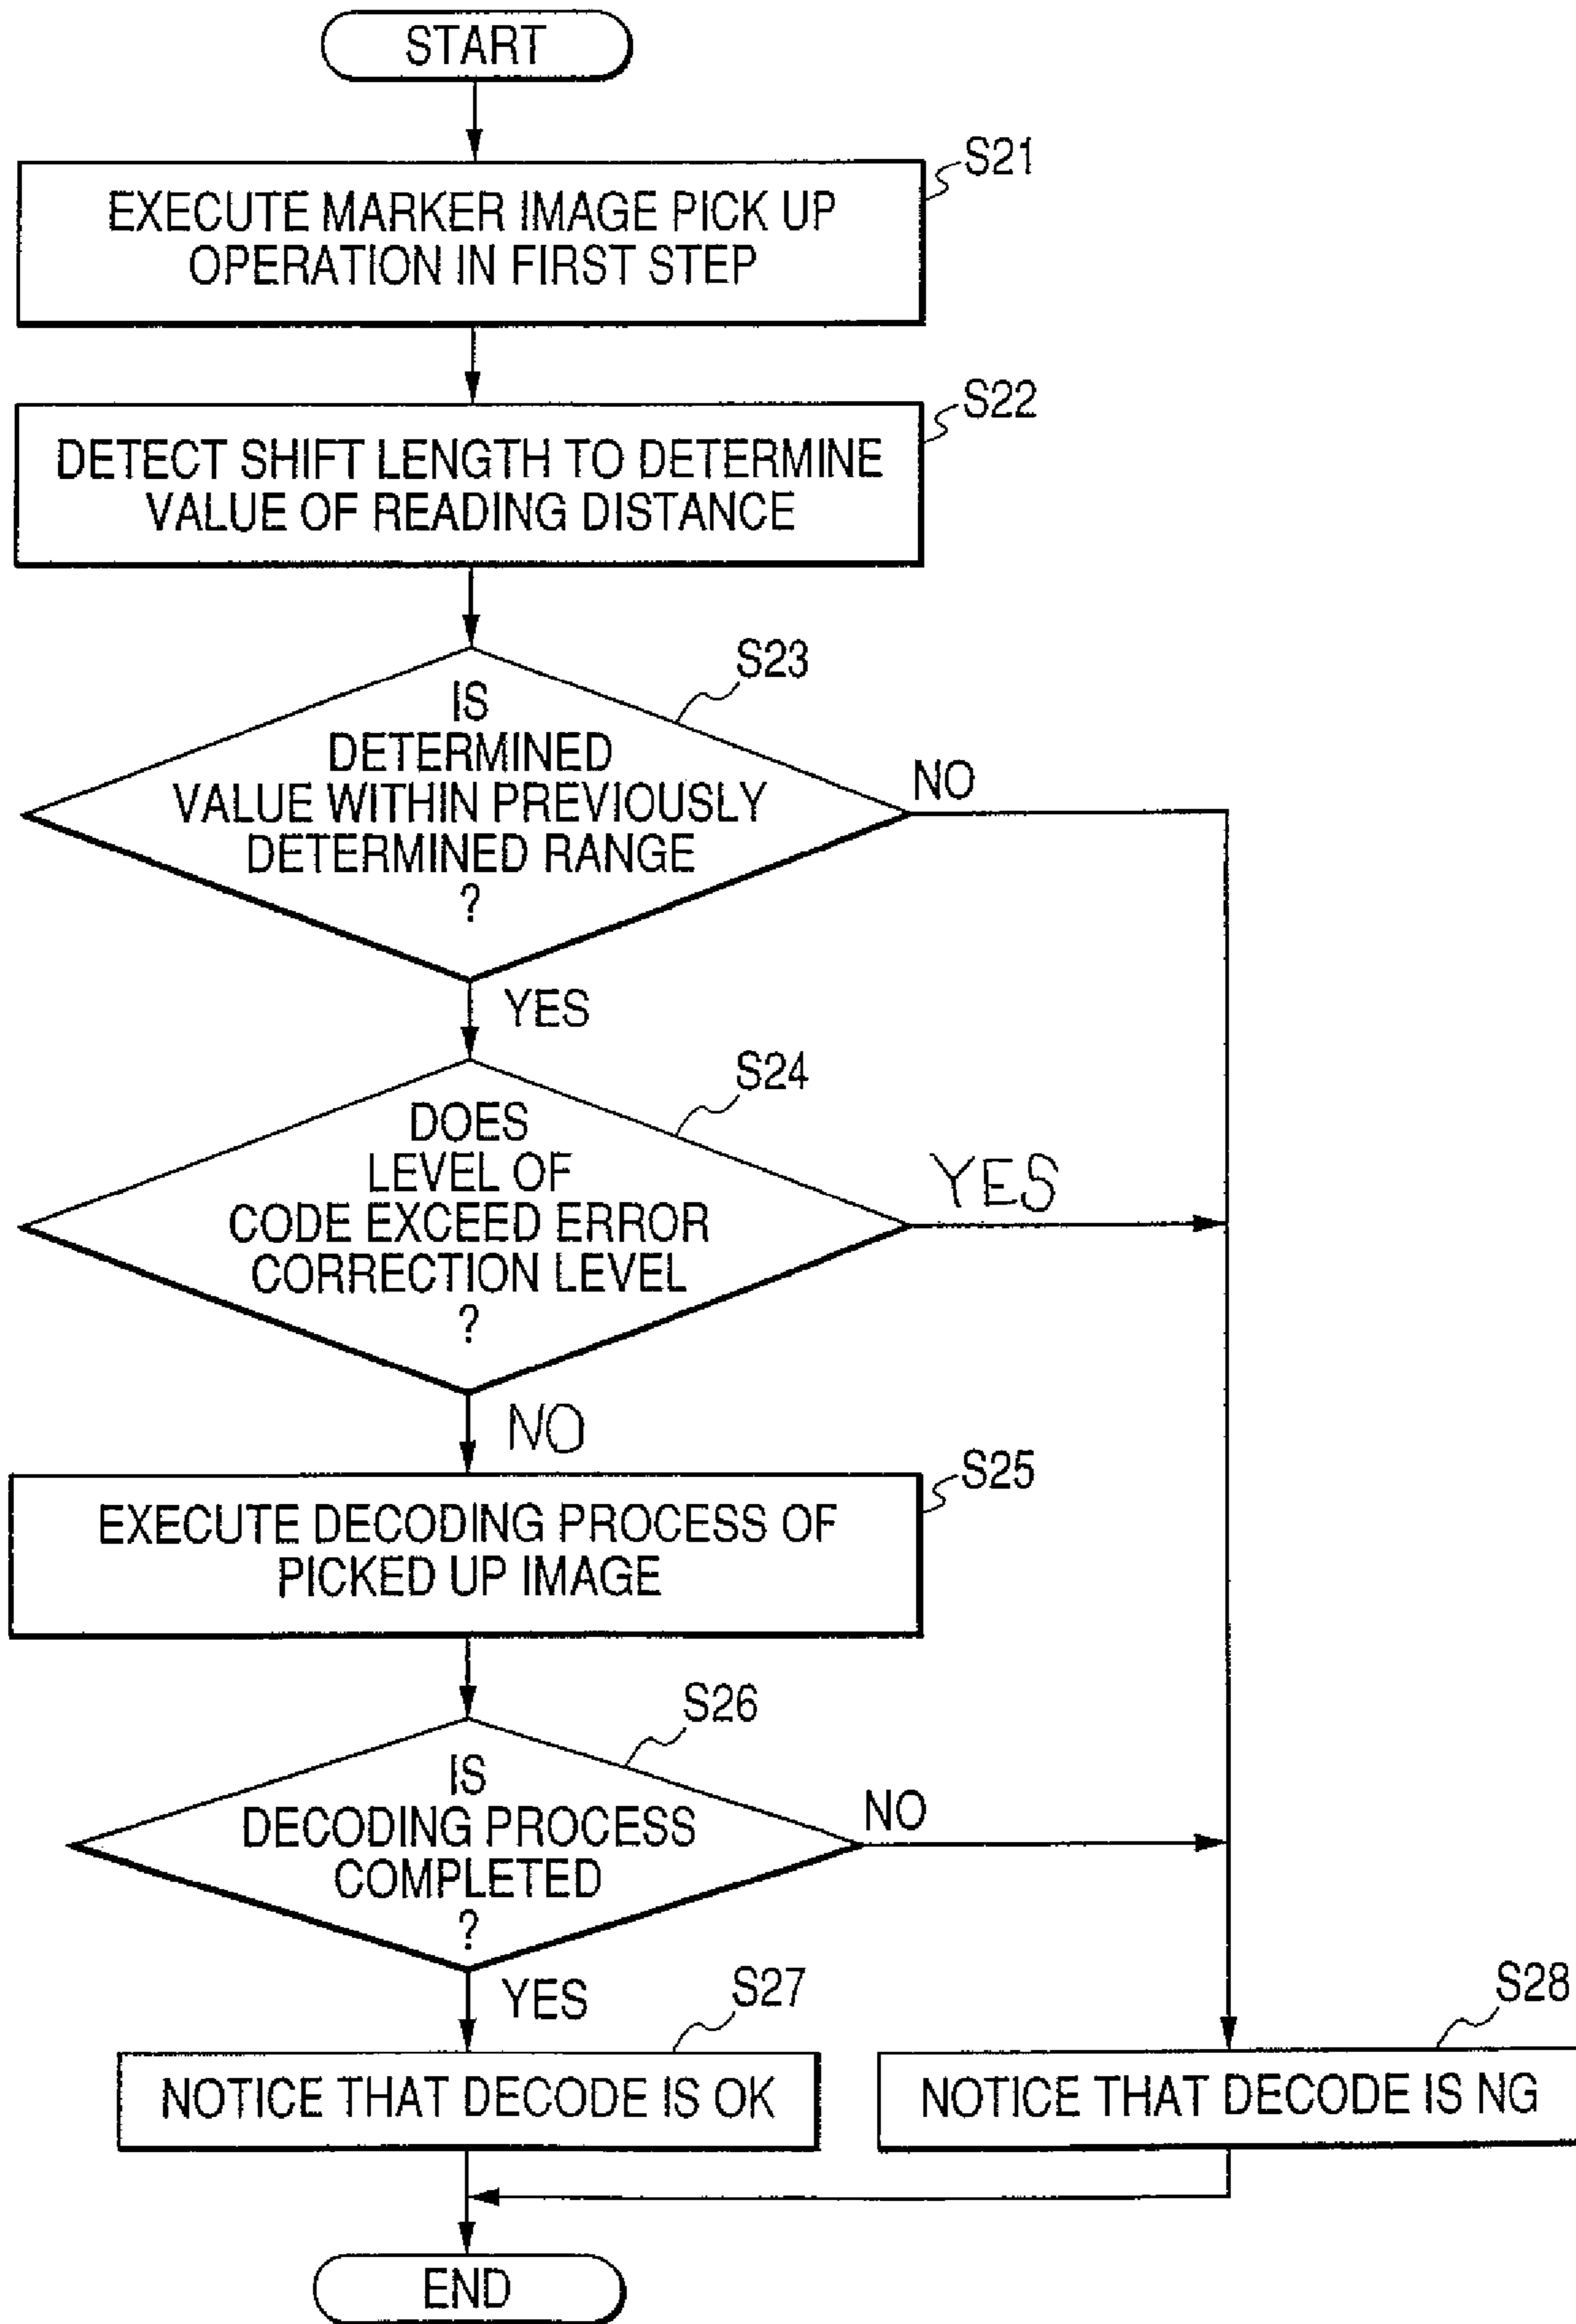 START
S21
EXECUTE MARKER IMAGE PICK UP
OPERATION IN FIRST STEP
S22
DETECT SHIFT LENGTH TO DETERMINE
VALUE OF READING DISTANCE
S23
IS
DETERMINED
VALUE WITHIN PREVIOUSLY
DETERMINED RANGE
?
NO
YES
S24
DOES
LEVEL OF
CODE EXCEED ERROR
CORRECTION LEVEL
?
YES
NO
S25
EXECUTE DECODING PROCESS OF
PICKED UP IMAGE
S26
IS
DECODING PROCESS
COMPLETED
?
NO
YES
S27
NOTICE THAT DECODE IS OK
S28
NOTICE THAT DECODE IS NG
END